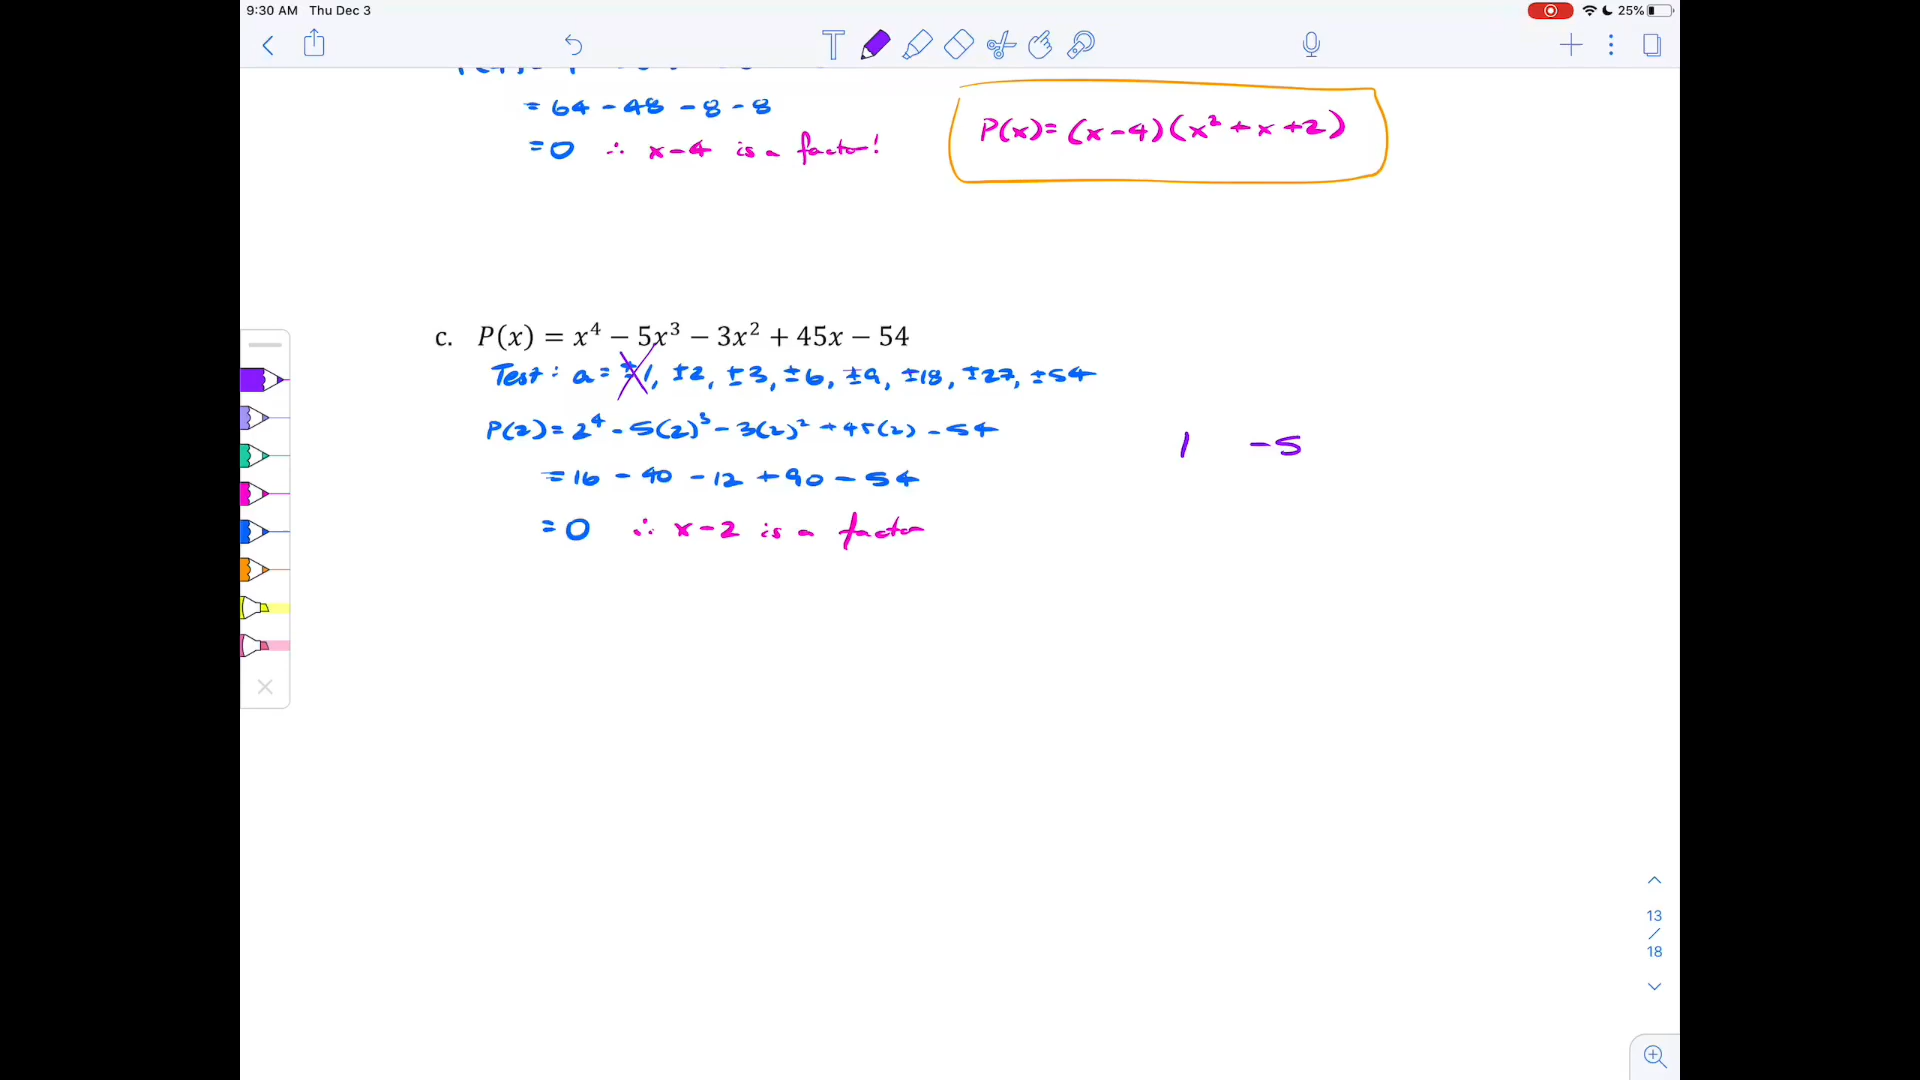 9:30 AM Thu Dec 3
25%
= 64 - 48 - 8 - 8
= 0 ∴ x-4 is a factor!
P(x) = (x-4)(x² + x + 2)
c. P(x) = x⁴ − 5x³ − 3x² + 45x − 54
Test: a = ±1, ±2, ±3, ±6, ±9, ±18, ±27, ±54
P(2) = 2⁴ - 5(2)³ - 3(2)² + 45(2) - 54
1 -5
= 16 - 40 - 12 + 90 - 54
= 0 ∴ x-2 is a factor
13
/
18